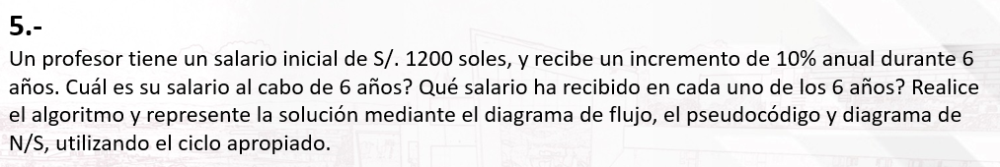 5.-
Un profesor tiene un salario inicial de S/. 1200 soles, y recibe un incremento de 10% anual durante 6
años. Cuál es su salario al cabo de 6 años? Qué salario ha recibido en cada uno de los 6 años? Realice
el algoritmo y represente la solución mediante el diagrama de flujo, el pseudocódigo y diagrama de
N/S, utilizando el ciclo apropiado.